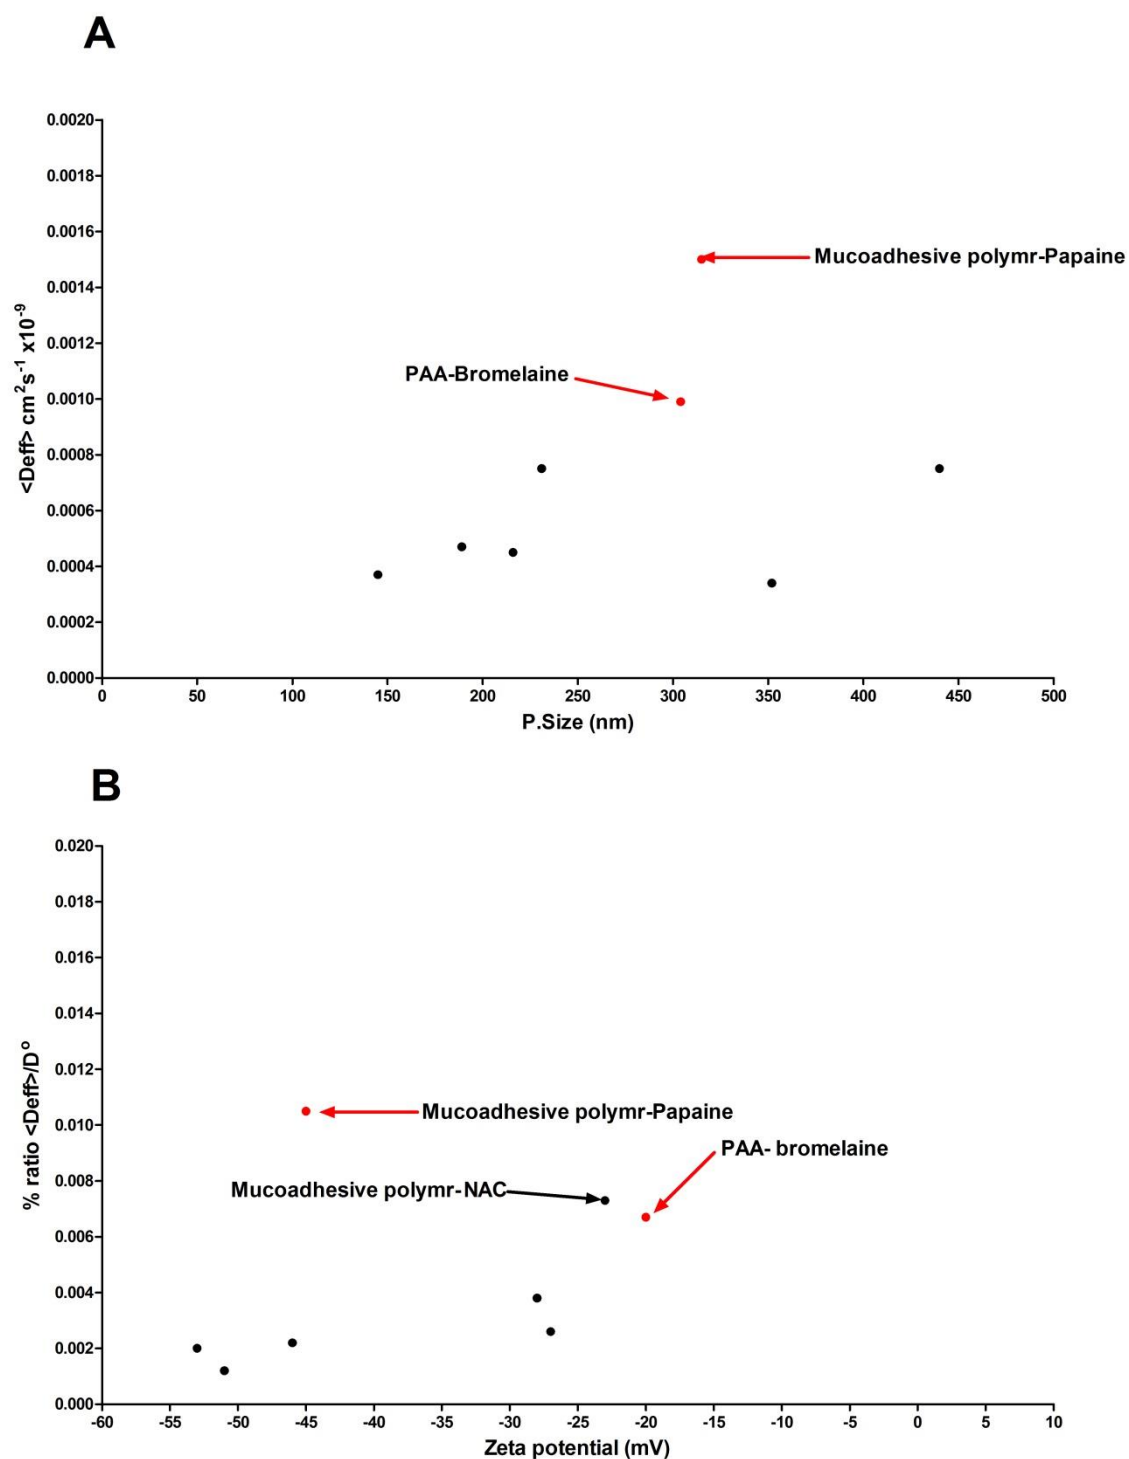 A
0.0020
0.0018
0.0016
0.0014
0.0012
0.0010
0.0008
0.0006
0.0004
0.0002
0.0000
<Deff> cm²s⁻¹ x10⁻⁹
Mucoadhesive polymr-Papaine
PAA-Bromelaine
0 50 100 150 200 250 300 350 400 450 500
P.Size (nm)
B
0.020
0.018
0.016
0.014
0.012
0.010
0.008
0.006
0.004
0.002
0.000
% ratio <Deff>/D°
Mucoadhesive polymr-Papaine
PAA- bromelaine
Mucoadhesive polymr-NAC
-60 -55 -50 -45 -40 -35 -30 -25 -20 -15 -10 -5 0 5 10
Zeta potential (mV)